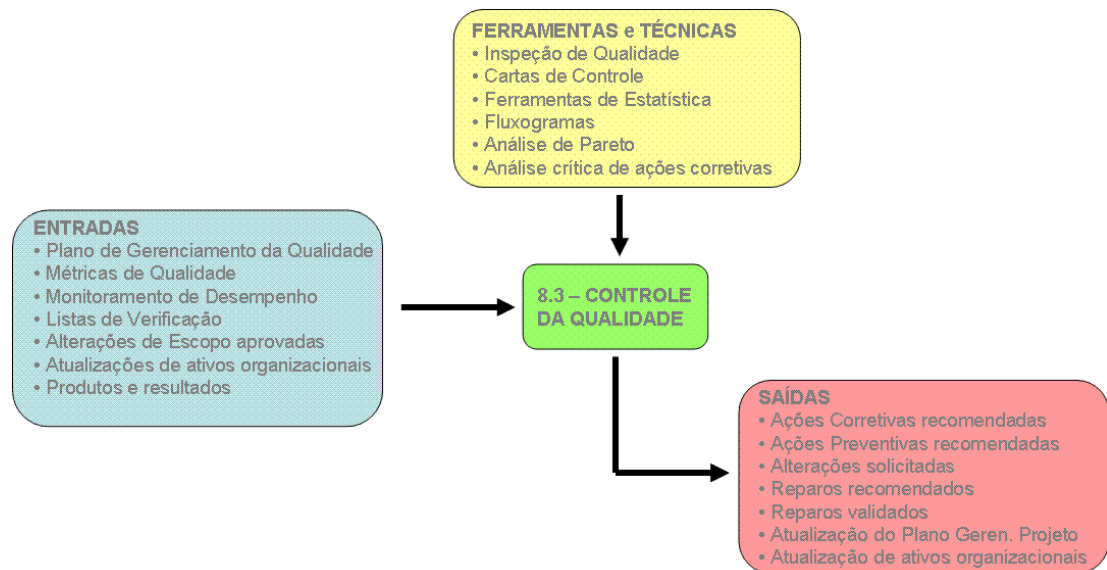 FERRAMENTAS e TÉCNICAS
• Inspeção de Qualidade
• Cartas de Controle
• Ferramentas de Estatística
• Fluxogramas
• Análise de Pareto
• Análise crítica de ações corretivas
ENTRADAS
• Plano de Gerenciamento da Qualidade
• Métricas de Qualidade
• Monitoramento de Desempenho
• Listas de Verificação
• Alterações de Escopo aprovadas
• Atualizações de ativos organizacionais
• Produtos e resultados
8.3 – CONTROLE
DA QUALIDADE
SAÍDAS
• Ações Corretivas recomendadas
• Ações Preventivas recomendadas
• Alterações solicitadas
• Reparos recomendados
• Reparos validados
• Atualização do Plano Geren. Projeto
• Atualização de ativos organizacionais